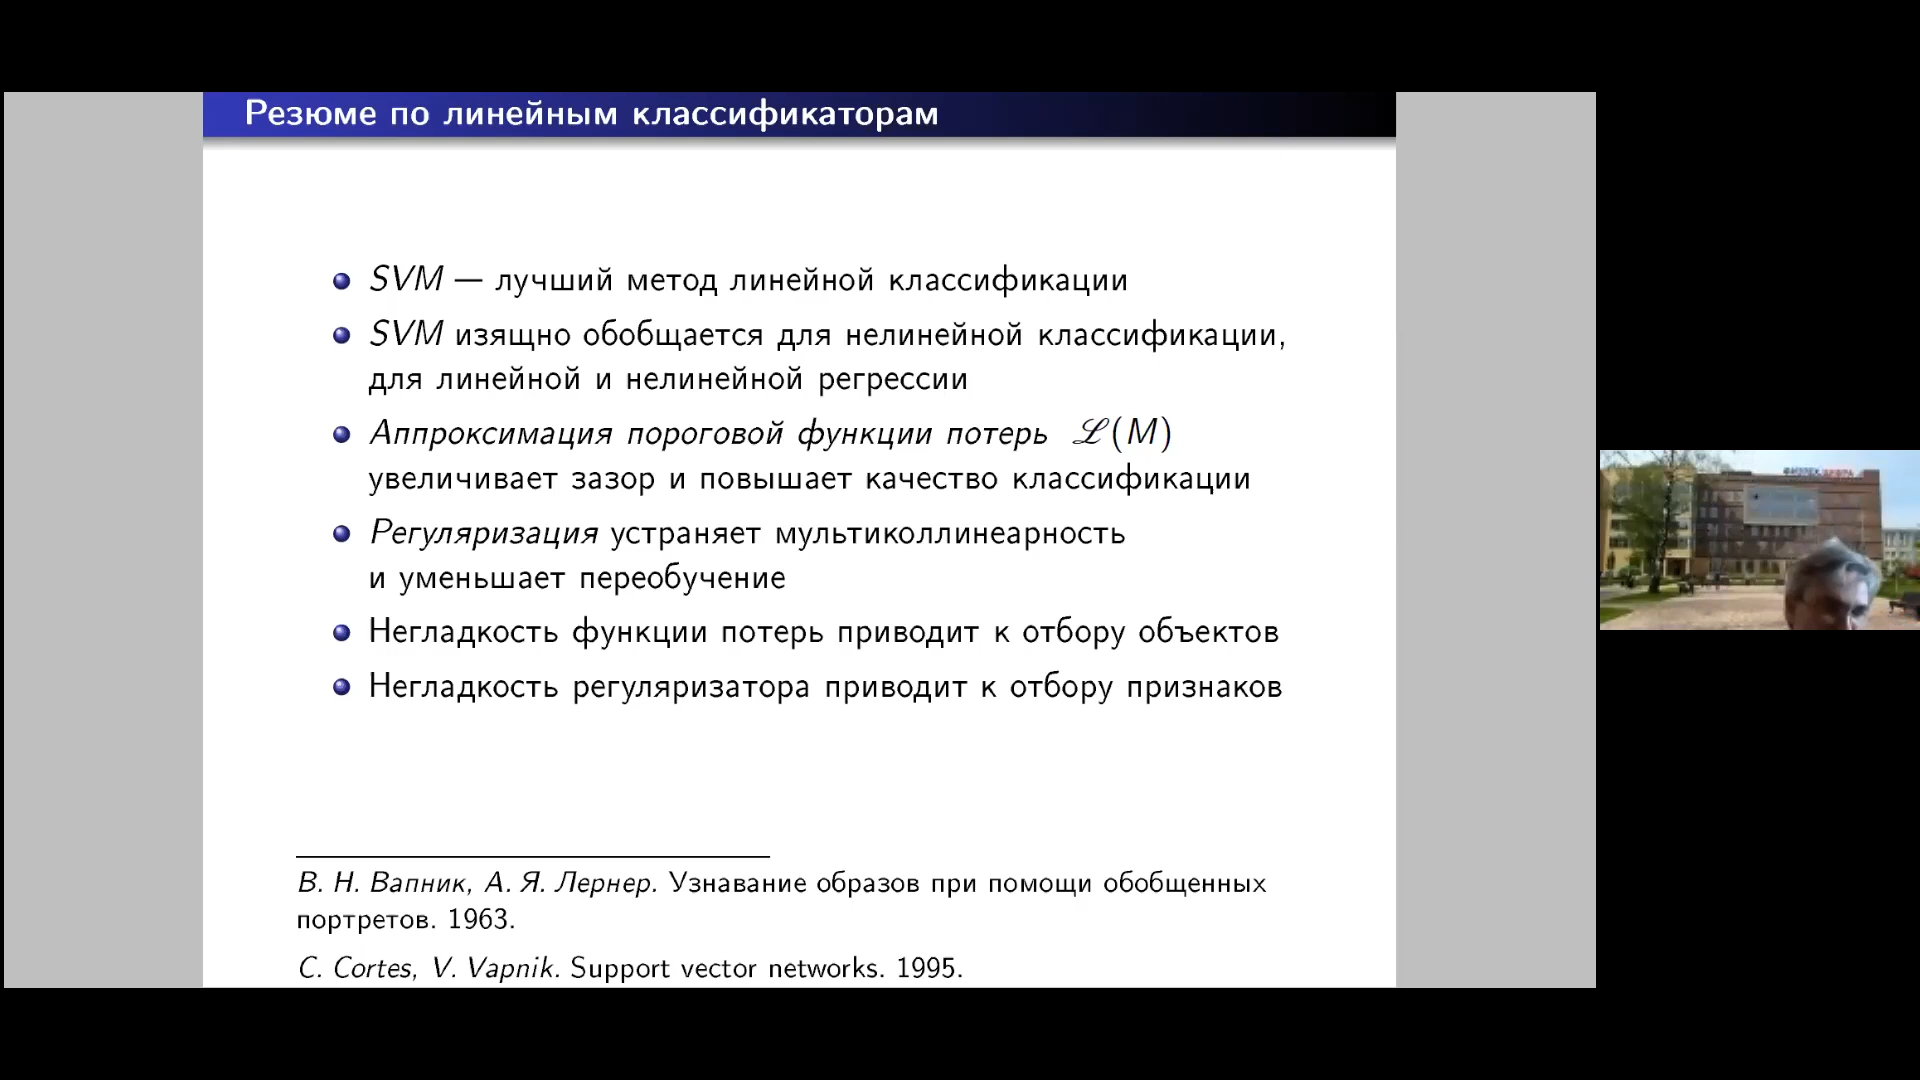 Резюме по линейным классификаторам
SVM — лучший метод линейной классификации
SVM изящно обобщается для нелинейной классификации,
для линейной и нелинейной регрессии
Аппроксимация пороговой функции потерь ℒ(M)
увеличивает зазор и повышает качество классификации
Регуляризация устраняет мультиколлинеарность
и уменьшает переобучение
Негладкость функции потерь приводит к отбору объектов
Негладкость регуляризатора приводит к отбору признаков
В. Н. Вапник, А. Я. Лернер. Узнавание образов при помощи обобщенных
портретов. 1963.
C. Cortes, V. Vapnik. Support vector networks. 1995.